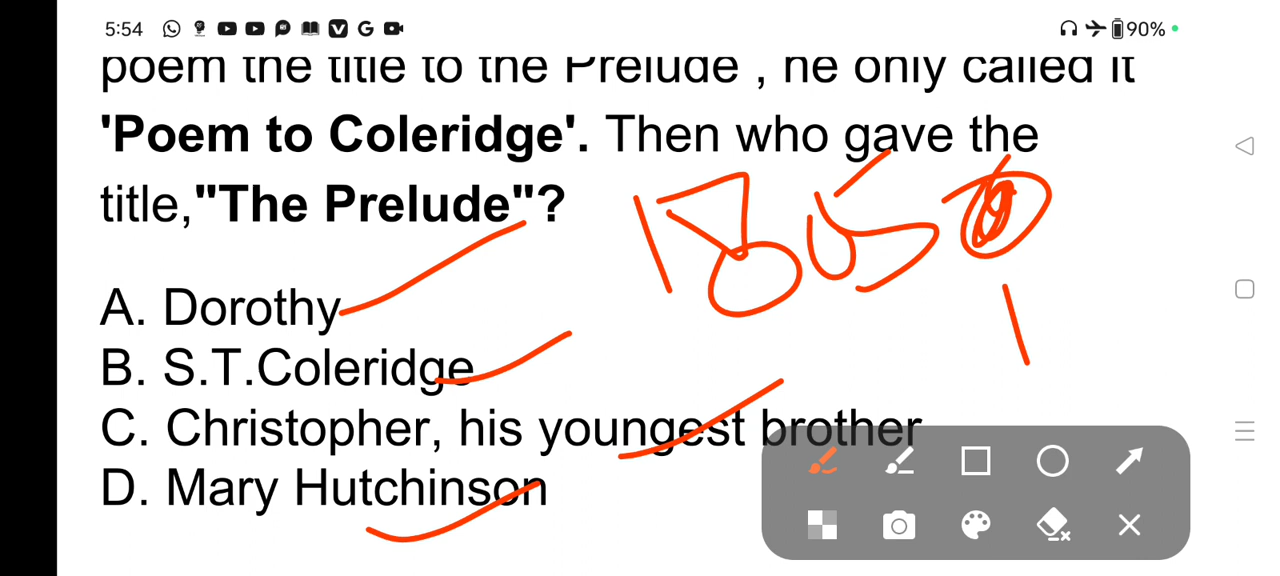 5:54 90%
poem the title to the Prelude , he only called it
'Poem to Coleridge'. Then who gave the
title,"The Prelude"?
1850
A. Dorothy
B. S.T.Coleridge
C. Christopher, his youngest brother
D. Mary Hutchinson